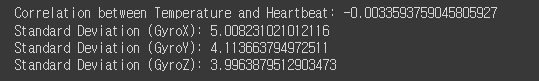 Correlation between Temperature and Heartbeat: -0.0033593759045805927
Standard Deviation (GyroX): 5.008231021012116
Standard Deviation (GyroY): 4.113663794972511
Standard Deviation (GyroZ): 3.9963879512903473